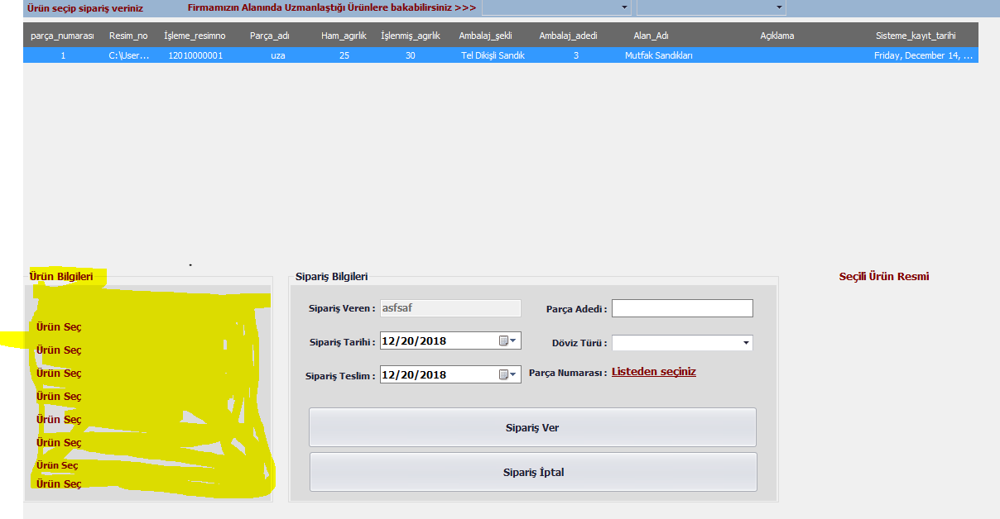 Ürün seçip sipariş veriniz Firmamızın Alanında Uzmanlaştığı Ürünlere bakabilirsiniz >>>
parça_numarası Resim_no İşleme_resimno Parça_adı Ham_agırlık İşlenmiş_agırlık Ambalaj_şekli Ambalaj_adedi Alan_Adı Açıklama Sisteme_kayıt_tarihi
1 C:\User... 12010000001 uza 25 30 Tel Dikişli Sandık 3 Mutfak Sandıkları Friday, December 14, ...
Ürün Bilgileri
Ürün Seç
Ürün Seç
Ürün Seç
Ürün Seç
Ürün Seç
Ürün Seç
Ürün Seç
Ürün Seç
Sipariş Bilgileri
Sipariş Veren : asfsaf Parça Adedi :
Sipariş Tarihi : 12/20/2018 Döviz Türü :
Sipariş Teslim : 12/20/2018 Parça Numarası : Listeden seçiniz
Sipariş Ver
Sipariş İptal
Seçili Ürün Resmi